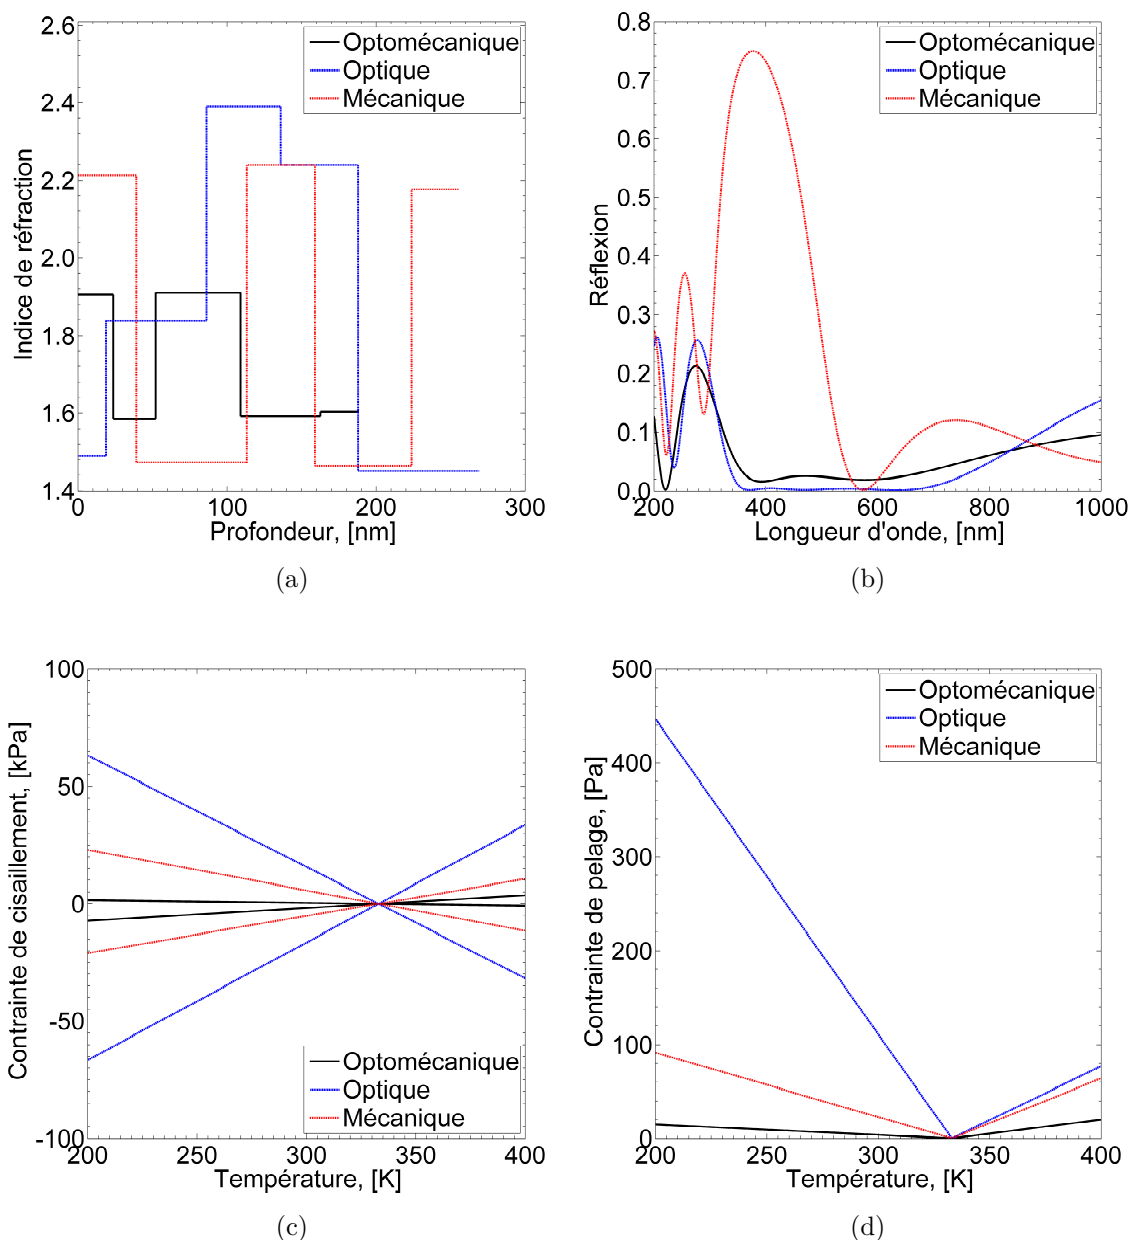 2.6
2.4
2.2
2.0
1.8
1.6
1.4
0
100
200
300
Indice de réfraction
Profondeur, [nm]
Optomécanique
Optique
Mécanique
(a)
0.8
0.7
0.6
0.5
0.4
0.3
0.2
0.1
0.0
200
400
600
800
1000
Réflexion
Longueur d'onde, [nm]
Optomécanique
Optique
Mécanique
(b)
100
50
0
-50
-100
200
250
300
350
400
Contrainte de cisaillement, [kPa]
Température, [K]
Optomécanique
Optique
Mécanique
(c)
500
400
300
200
100
0
200
250
300
350
400
Contrainte de pelage, [Pa]
Température, [K]
Optomécanique
Optique
Mécanique
(d)